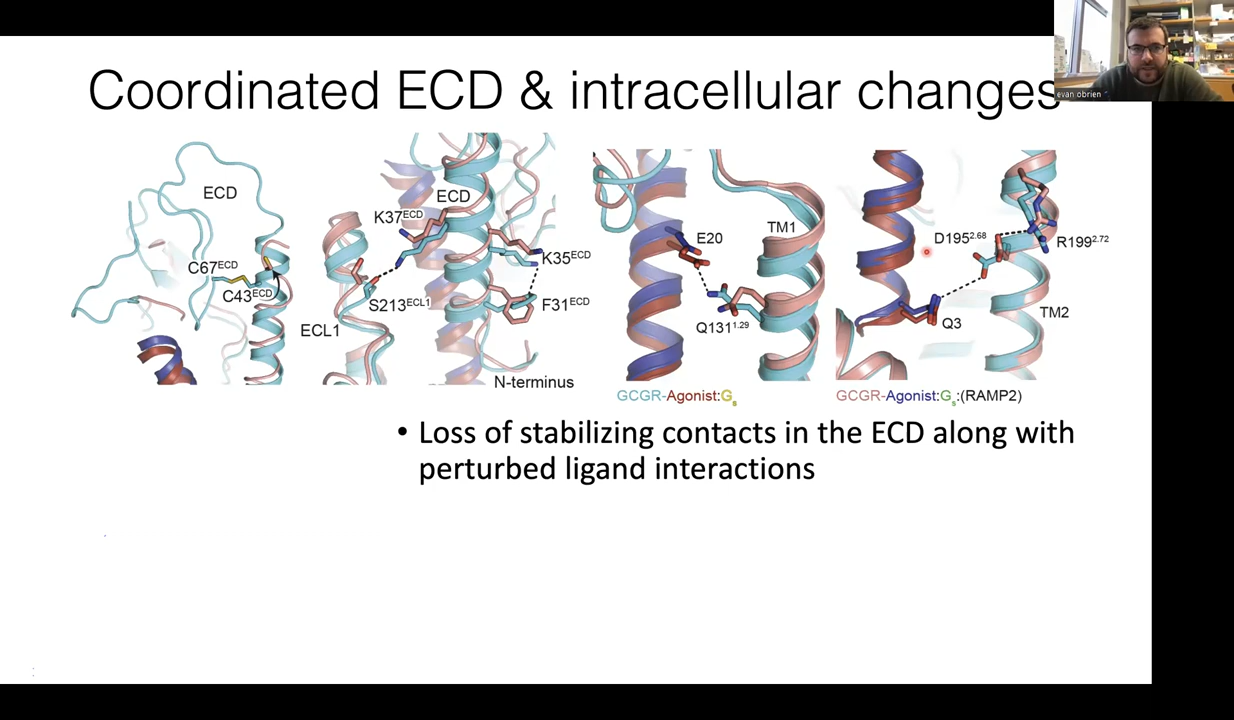 Coordinated ECD & intracellular changes
evan obrien
ECD
C67ECD
C43ECD
K37ECD
ECD
K35ECD
S213ECL1
F31ECD
ECL1
N-terminus
E20
TM1
Q1311.29
D1952.68
R1992.72
Q3
TM2
GCGR-Agonist:Gs
GCGR-Agonist:Gs:(RAMP2)
• Loss of stabilizing contacts in the ECD along with
perturbed ligand interactions